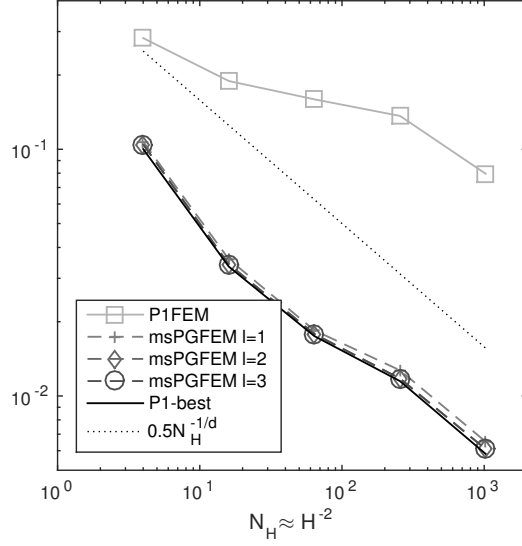 10^-1
10^-2
P1FEM
msPGFEM l=1
msPGFEM l=2
msPGFEM l=3
P1-best
0.5N_H^-1/d
10^0 10^1 10^2 10^3
N_H≈ H^-2